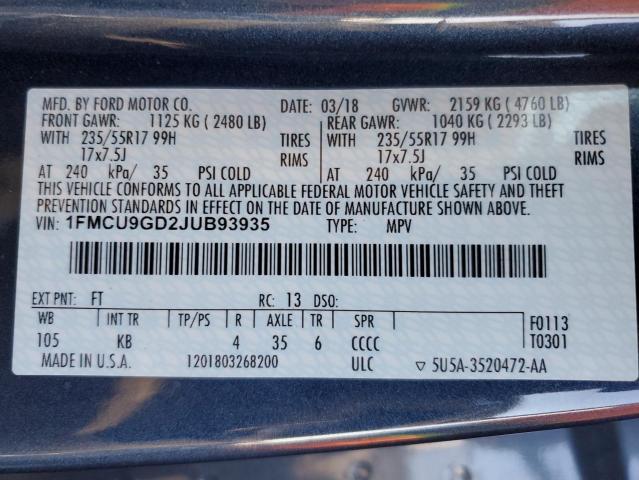 MFD. BY FORD MOTOR CO. DATE: 03/18 GVWR: 2159 KG ( 4760 LB)
FRONT GAWR: 1125 KG ( 2480 LB) REAR GAWR: 1040 KG ( 2293 LB)
WITH 235/55R17 99H TIRES WITH 235/55R17 99H TIRES
17x7.5J RIMS 17x7.5J RIMS
AT 240 kPa/ 35 PSI COLD AT 240 kPa/ 35 PSI COLD
THIS VEHICLE CONFORMS TO ALL APPLICABLE FEDERAL MOTOR VEHICLE SAFETY AND THEFT
PREVENTION STANDARDS IN EFFECT ON THE DATE OF MANUFACTURE SHOWN ABOVE.
VIN: 1FMCU9GD2JUB93935 TYPE: MPV
EXT PNT: FT RC: 13 DSO:
WB INT TR TP/PS R AXLE TR SPR F0113
105 KB 4 35 6 CCCC T0301
MADE IN U.S.A. 1201803268200 ULC ▽ 5U5A-3520472-AA